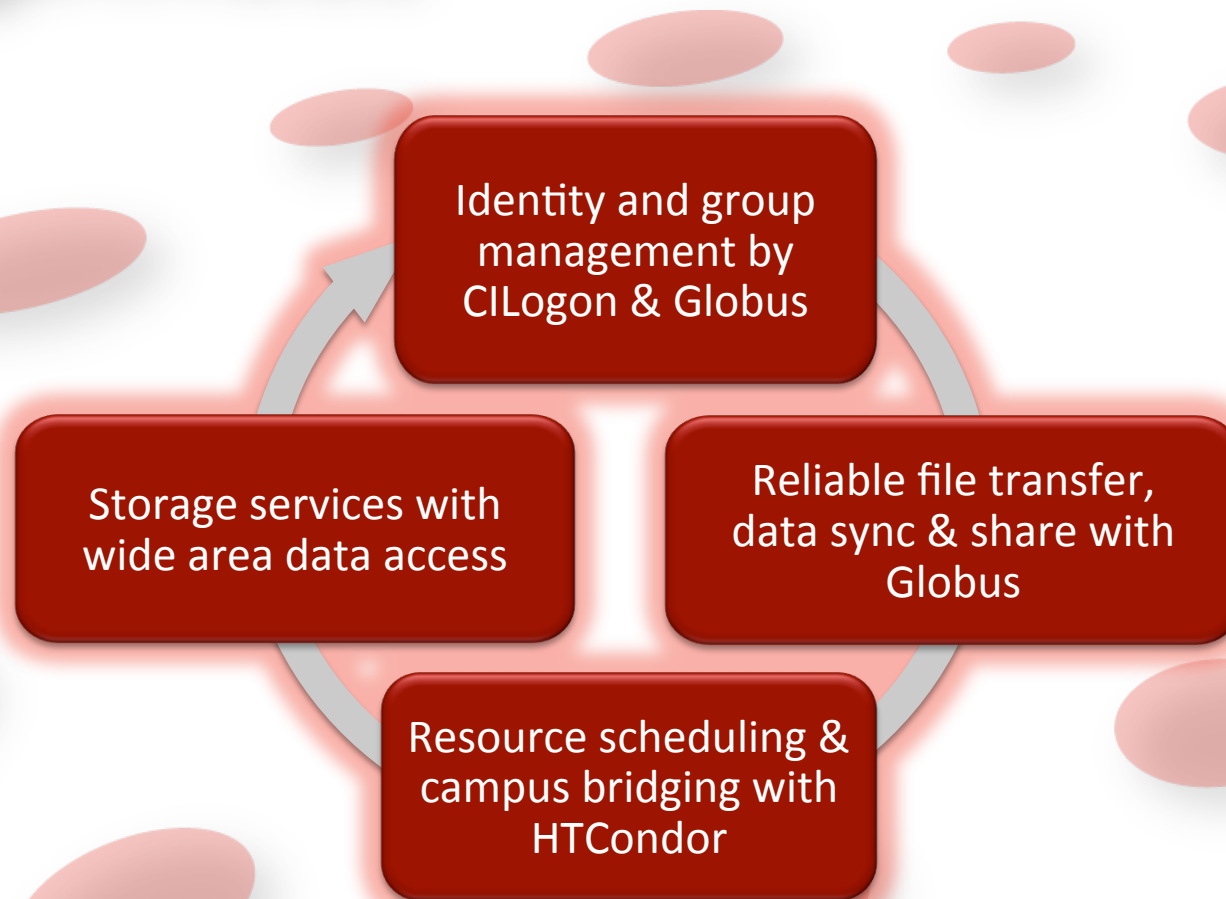 Identity and group
management by
CILogon & Globus
Storage services with
wide area data access
Reliable file transfer,
data sync & share with
Globus
Resource scheduling &
campus bridging with
HTCondor